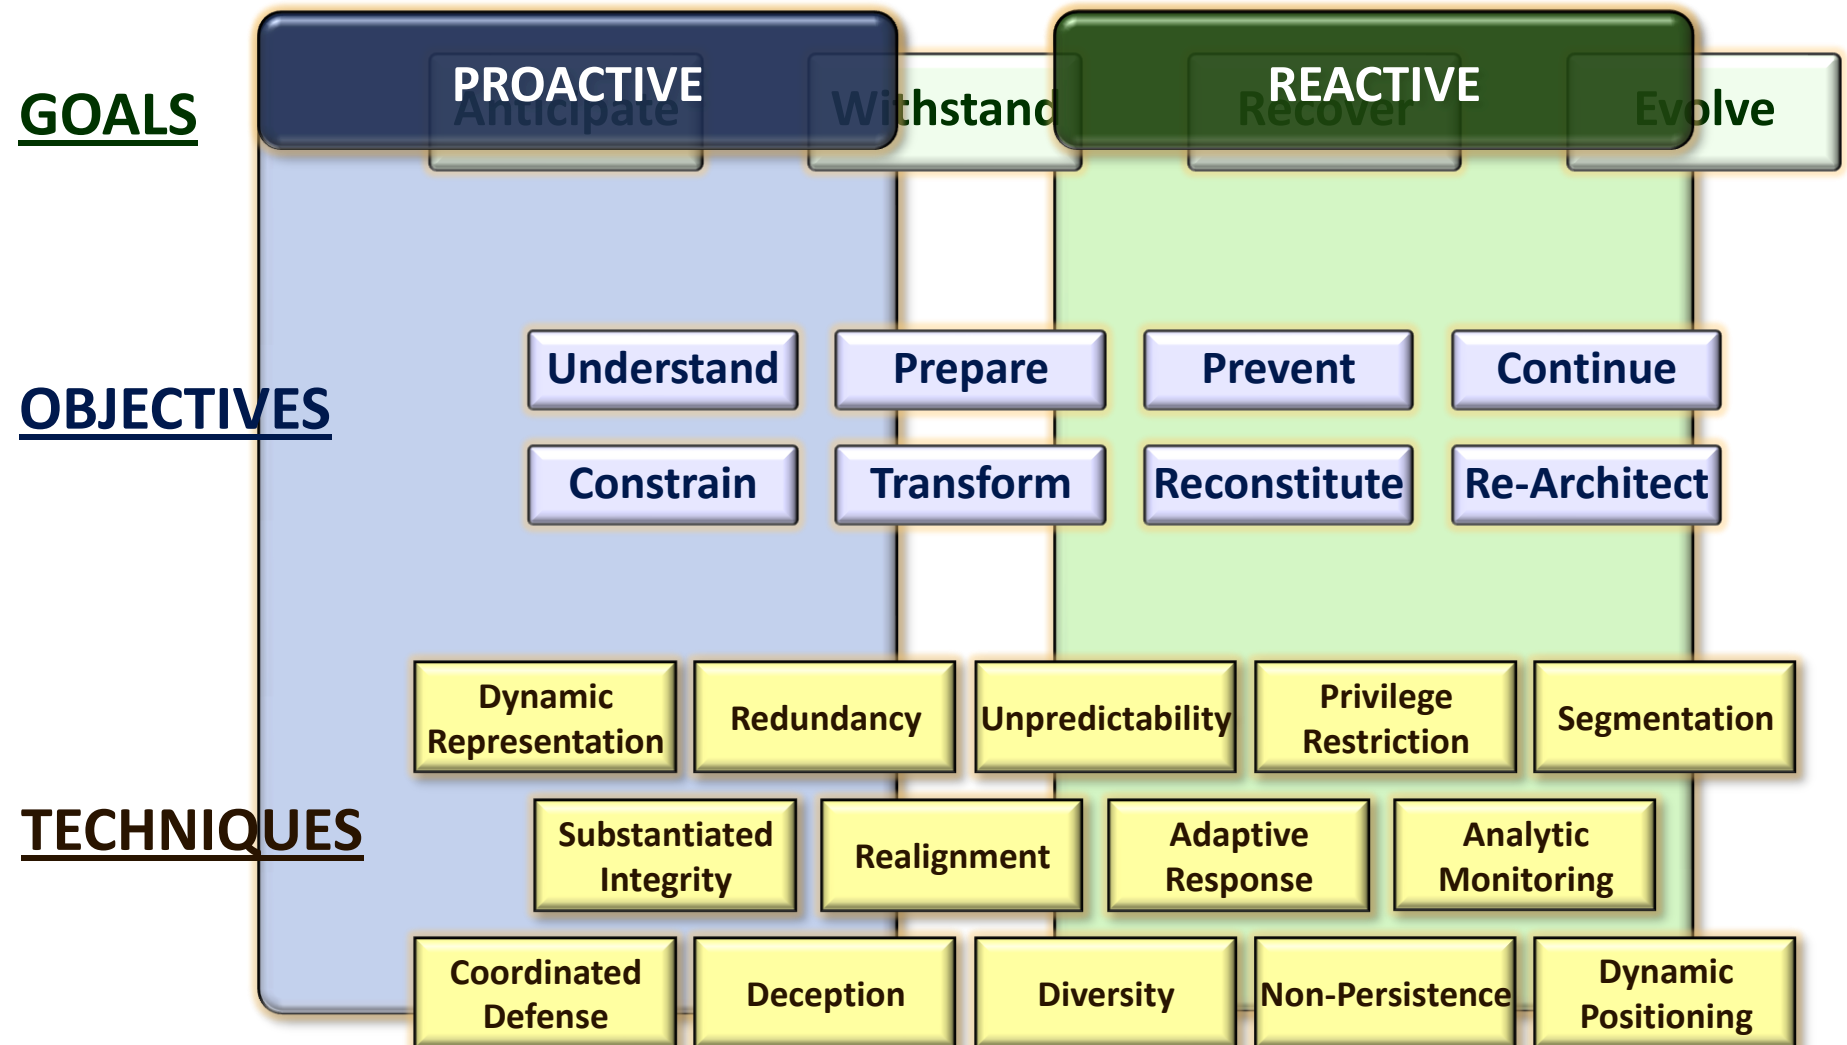 PROACTIVE
REACTIVE
GOALS
Anticipate
Withstand
Recover
Evolve
OBJECTIVES
Understand
Prepare
Prevent
Continue
Constrain
Transform
Reconstitute
Re-Architect
TECHNIQUES
Dynamic
Representation
Redundancy
Unpredictability
Privilege
Restriction
Segmentation
Substantiated
Integrity
Realignment
Adaptive
Response
Analytic
Monitoring
Coordinated
Defense
Deception
Diversity
Non-Persistence
Dynamic
Positioning